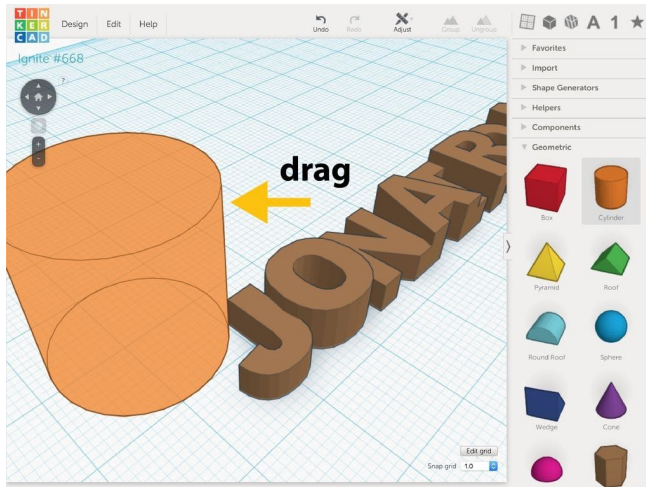 TIN
KER
CAD
Design Edit Help
Undo Redo Adjust Group Ungroup
A 1
Ignite #668
?
+
-
drag
JONATR
Favorites
Import
Shape Generators
Helpers
Components
Geometric
Box Cylinder
Pyramid Roof
Round Roof Sphere
Wedge Cone
Edit grid
Snap grid 1.0